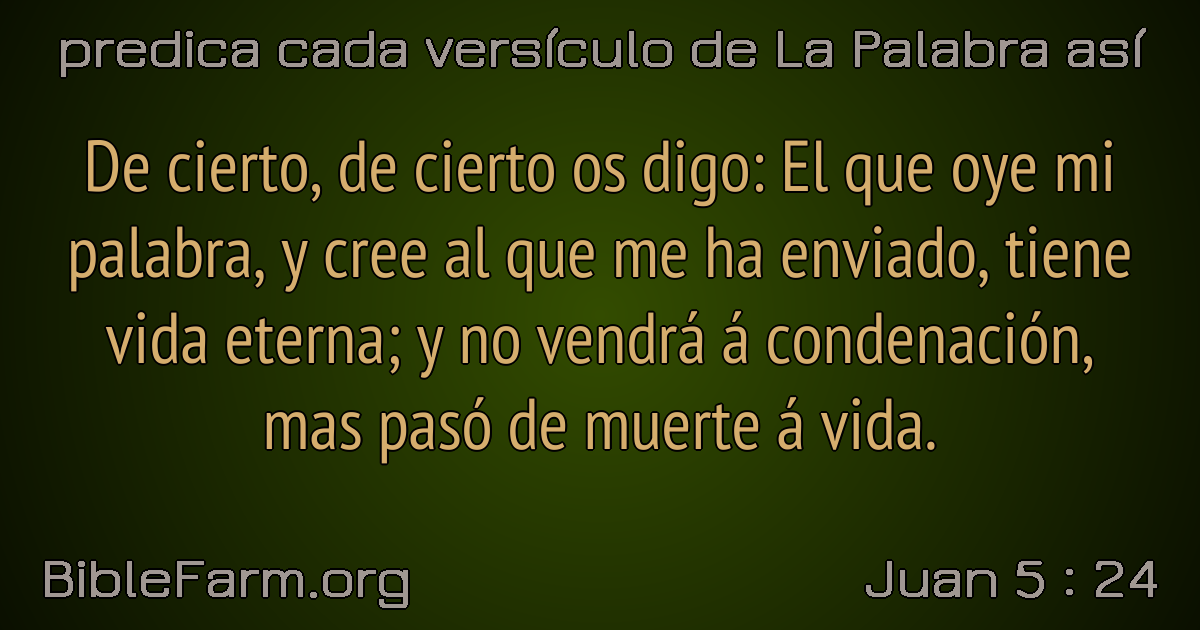 predica cada versículo de La Palabra así
De cierto, de cierto os digo: El que oye mi
palabra, y cree al que me ha enviado, tiene
vida eterna; y no vendrá á condenación,
mas pasó de muerte á vida.
BibleFarm.org
Juan 5 : 24